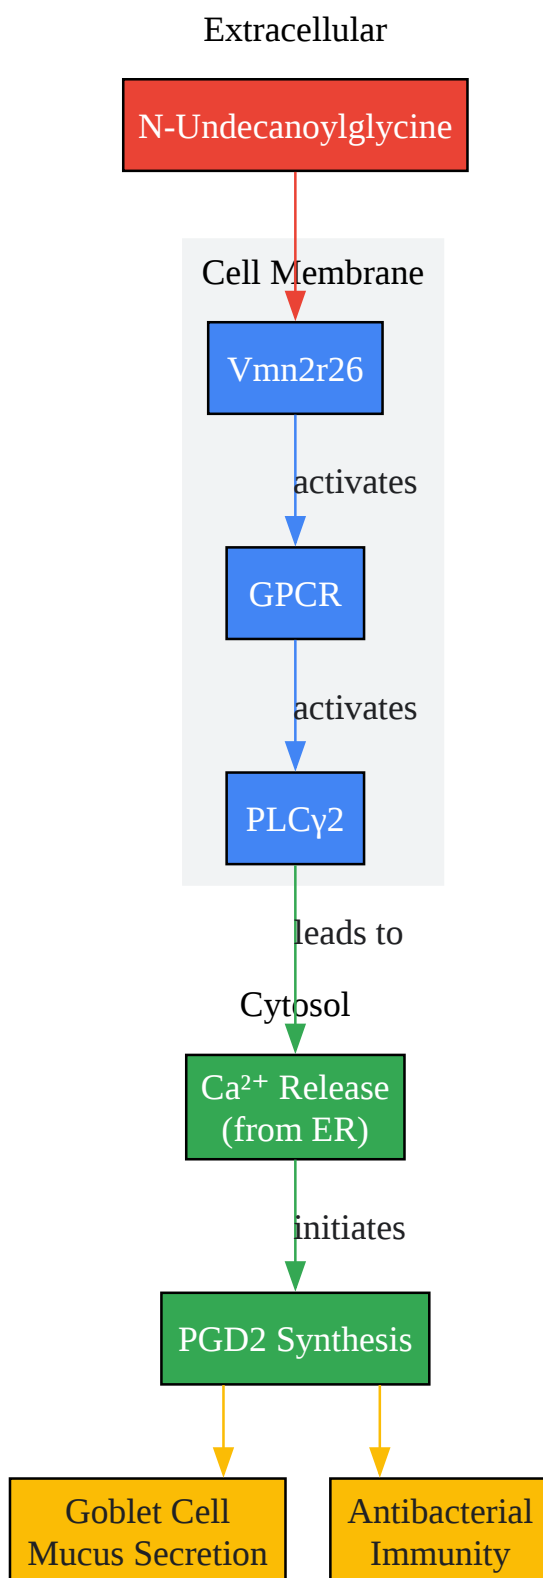 Extracellular
N-Undecanoylglycine
Cell Membrane
Vmn2r26
activates
GPCR
activates
PLCγ2
leads to
Cytosol
Ca²⁺ Release
(from ER)
initiates
PGD2 Synthesis
Goblet Cell
Mucus Secretion
Antibacterial
Immunity